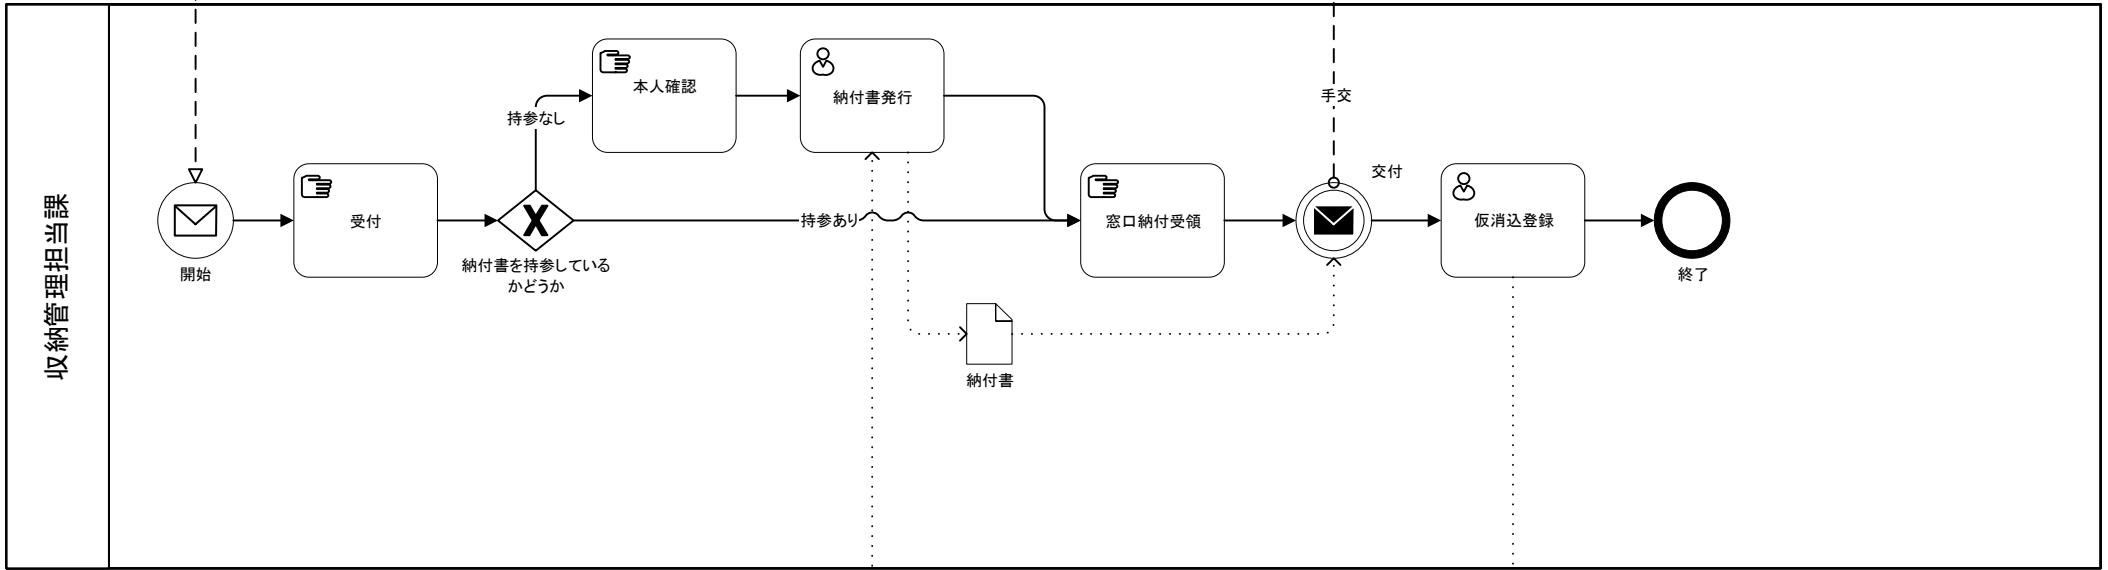 収納管理担当課
開始
受付
納付書を持参している
かどうか
持参なし
本人確認
納付書発行
持参あり
納付書
窓口納付受領
手交
交付
仮消込登録
終了